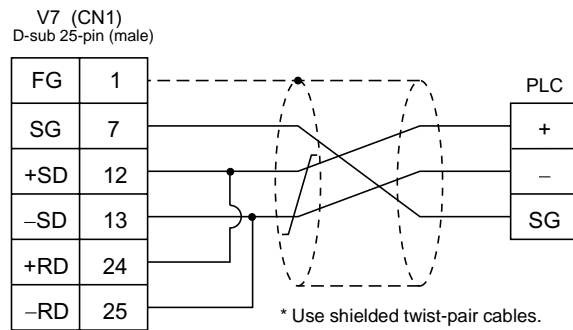 V7 (CN1)
D-sub 25-pin (male)
FG 1
SG 7
+SD 12
−SD 13
+RD 24
−RD 25
PLC
+
−
SG
* Use shielded twist-pair cables.